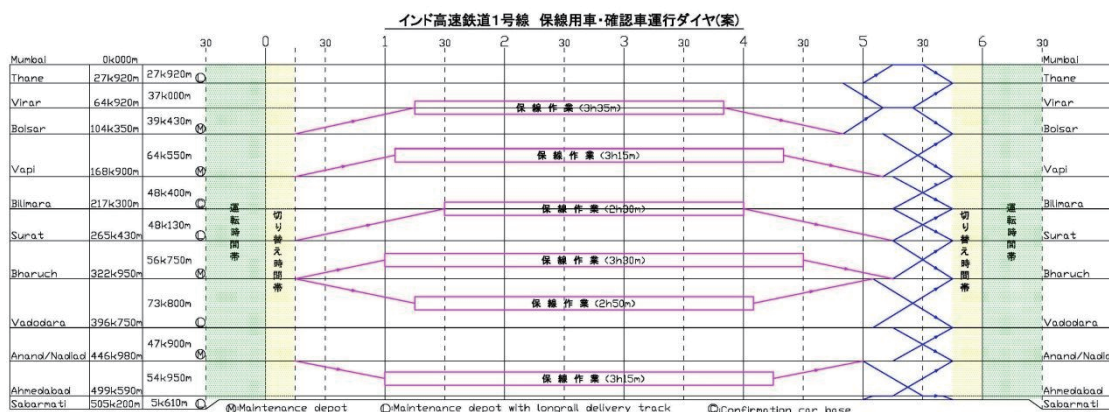 インド高速鉄道1号線 保線用車・確認車運行ダイヤ(案)
30 0 30 1 30 2 30 3 30 4 30 5 30 6 30
Mumbai 0k000m Mumbai
27k920m
Thane 27k920m Thane
37k000m
Virar 64k920m 保線作業(3h35m) Virar
39k430m
Boisar 104k350m Boisar
64k550m 保線作業(3h15m)
Vapi 168k900m Vapi
48k400m
Bilimara 217k300m 保線作業(2h30m) Bilimara
48k130m
Surat 265k430m Surat
56k750m 保線作業(3h30m)
Bharuch 322k950m Bharuch
73k800m 保線作業(2h50m)
Vadodara 396k750m Vadodara
47k900m
Anand/Nadiad 446k980m Anand/Nadiad
54k950m 保線作業(3h15m)
Ahmedabad 499k590m Ahmedabad
Sabarmati 505k200m 5k610m Sabarmati
運転時間帯
切り替え時間帯
切り替え時間帯
運転時間帯
ⓂMaintenance depot ⓁMaintenance depot with longrail delivery track ⒸConfirmation car base